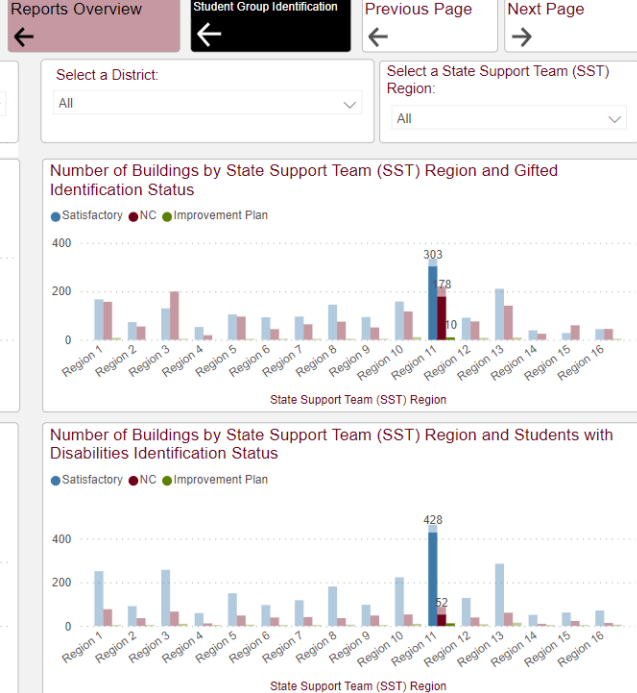 Reports Overview
Student Group Identification
Previous Page
Next Page
Select a District:
All
Select a State Support Team (SST)
Region:
All
Number of Buildings by State Support Team (SST) Region and Gifted
Identification Status
Satisfactory NC Improvement Plan
400
200
0
303
178
10
Region 1 Region 2 Region 3 Region 4 Region 5 Region 6 Region 7 Region 8 Region 9 Region 10 Region 11 Region 12 Region 13 Region 14 Region 15 Region 16
State Support Team (SST) Region
Number of Buildings by State Support Team (SST) Region and Students with
Disabilities Identification Status
Satisfactory NC Improvement Plan
400
200
0
428
52
Region 1 Region 2 Region 3 Region 4 Region 5 Region 6 Region 7 Region 8 Region 9 Region 10 Region 11 Region 12 Region 13 Region 14 Region 15 Region 16
State Support Team (SST) Region